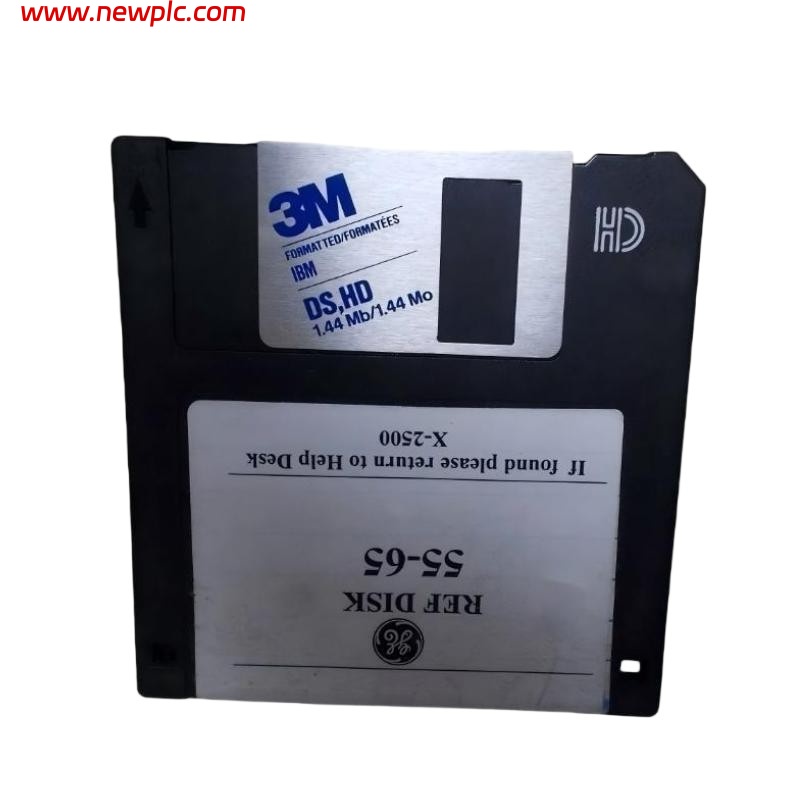 www.newplc.com
3M
FORMATTED/FORMATÉES
IBM
DS,HD
1.44 Mb/1.44 Mo
HD
GE
REF DISK
55-65
If found please return to Help Desk
X-2500